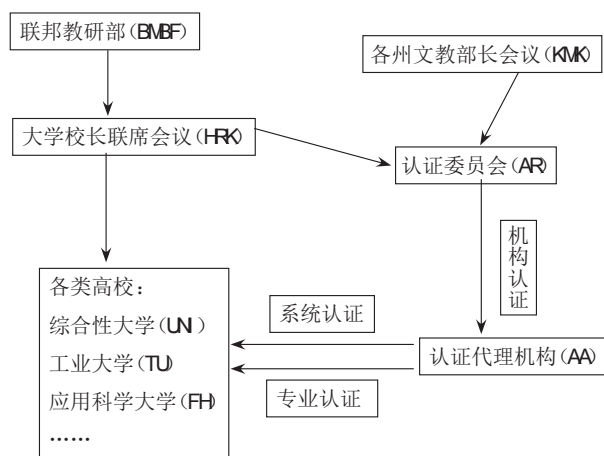 联邦教研部(BMBF)
各州文教部长会议(KMK)
大学校长联席会议(HRK)
认证委员会(AR)
机构认证
各类高校：
综合性大学(UNI)
工业大学(TU)
应用科学大学(FH)
……
系统认证
认证代理机构(AA)
专业认证